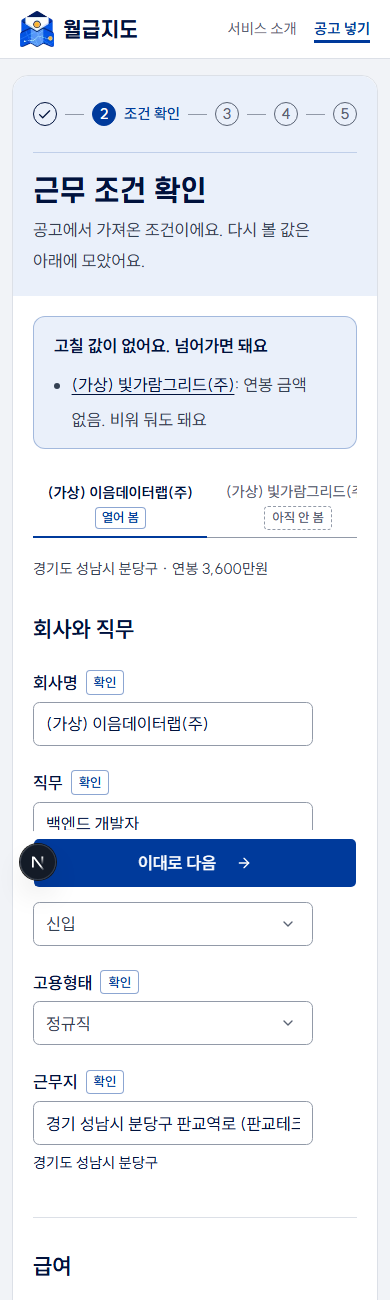 월급지도
서비스 소개
공고 넣기
2 조건 확인 3 4 5
근무 조건 확인
공고에서 가져온 조건이에요. 다시 볼 값은
아래에 모았어요.
고칠 값이 없어요. 넘어가면 돼요
(가상) 빛가람그리드(주): 연봉 금액
없음. 비워 둬도 돼요
(가상) 이음데이터랩(주)
열어 봄
(가상) 빛가람그리드(주
아직 안 봄
경기도 성남시 분당구 · 연봉 3,600만원
회사와 직무
회사명 확인
(가상) 이음데이터랩(주)
직무 확인
백엔드 개발자
N
이대로 다음 →
신입
고용형태 확인
정규직
근무지 확인
경기 성남시 분당구 판교역로 (판교테크
경기도 성남시 분당구
급여